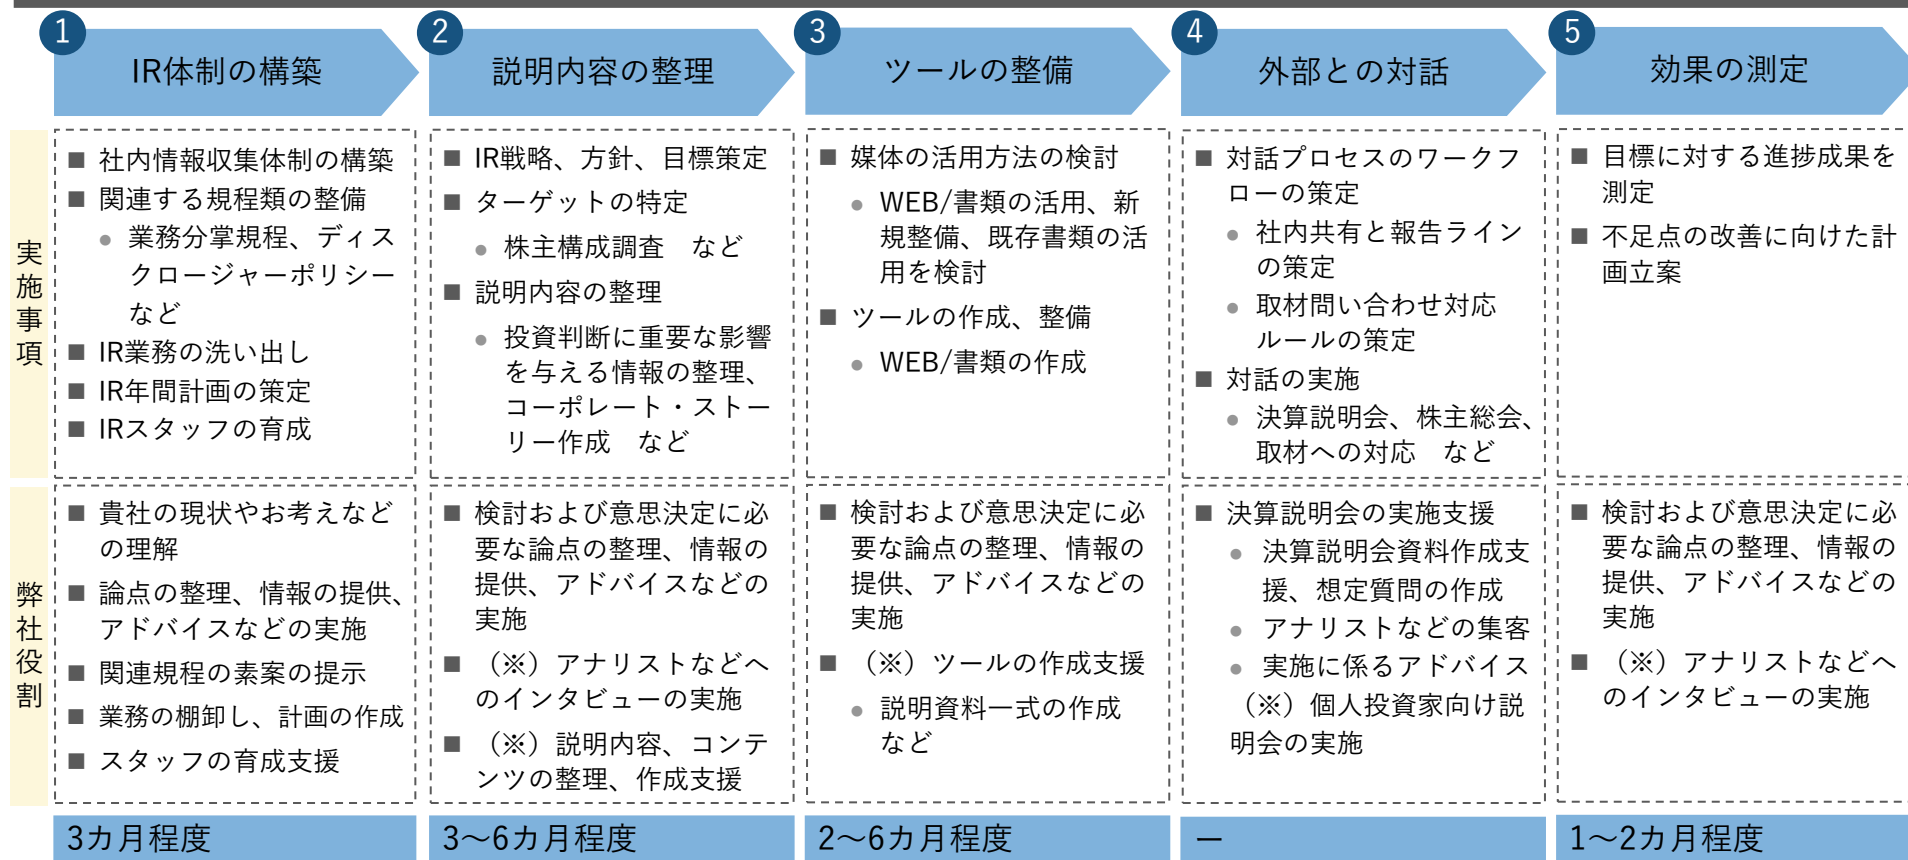 1
IR体制の構築
2
説明内容の整理
3
ツールの整備
4
外部との対話
5
効果の測定
実施事項
■ 社内情報収集体制の構築
■ 関連する規程類の整備
● 業務分掌規程、ディス
クロージャーポリシー
など
■ IR業務の洗い出し
■ IR年間計画の策定
■ IRスタッフの育成
■ IR戦略、方針、目標策定
■ ターゲットの特定
● 株主構成調査　など
■ 説明内容の整理
● 投資判断に重要な影響
を与える情報の整理、
コーポレート・ストー
リー作成　など
■ 媒体の活用方法の検討
● WEB/書類の活用、新
規整備、既存書類の活
用を検討
■ ツールの作成、整備
● WEB/書類の作成
■ 対話プロセスのワークフ
ローの策定
● 社内共有と報告ライン
の策定
● 取材問い合わせ対応
ルールの策定
■ 対話の実施
● 決算説明会、株主総会、
取材への対応　など
■ 目標に対する進捗成果を
測定
■ 不足点の改善に向けた計
画立案
弊社役割
■ 貴社の現状やお考えなど
の理解
■ 論点の整理、情報の提供、
アドバイスなどの実施
■ 関連規程の素案の提示
■ 業務の棚卸し、計画の作成
■ スタッフの育成支援
■ 検討および意思決定に必
要な論点の整理、情報の
提供、アドバイスなどの
実施
■ （※）アナリストなどへ
のインタビューの実施
■ （※）説明内容、コンテ
ンツの整理、作成支援
■ 検討および意思決定に必
要な論点の整理、情報の
提供、アドバイスなどの
実施
■ （※）ツールの作成支援
● 説明資料一式の作成
など
■ 決算説明会の実施支援
● 決算説明会資料作成支
援、想定質問の作成
● アナリストなどの集客
● 実施に係るアドバイス
（※）個人投資家向け説
明会の実施
■ 検討および意思決定に必
要な論点の整理、情報の
提供、アドバイスなどの
実施
■ （※）アナリストなどへ
のインタビューの実施
3カ月程度
3〜6カ月程度
2〜6カ月程度
ー
1〜2カ月程度